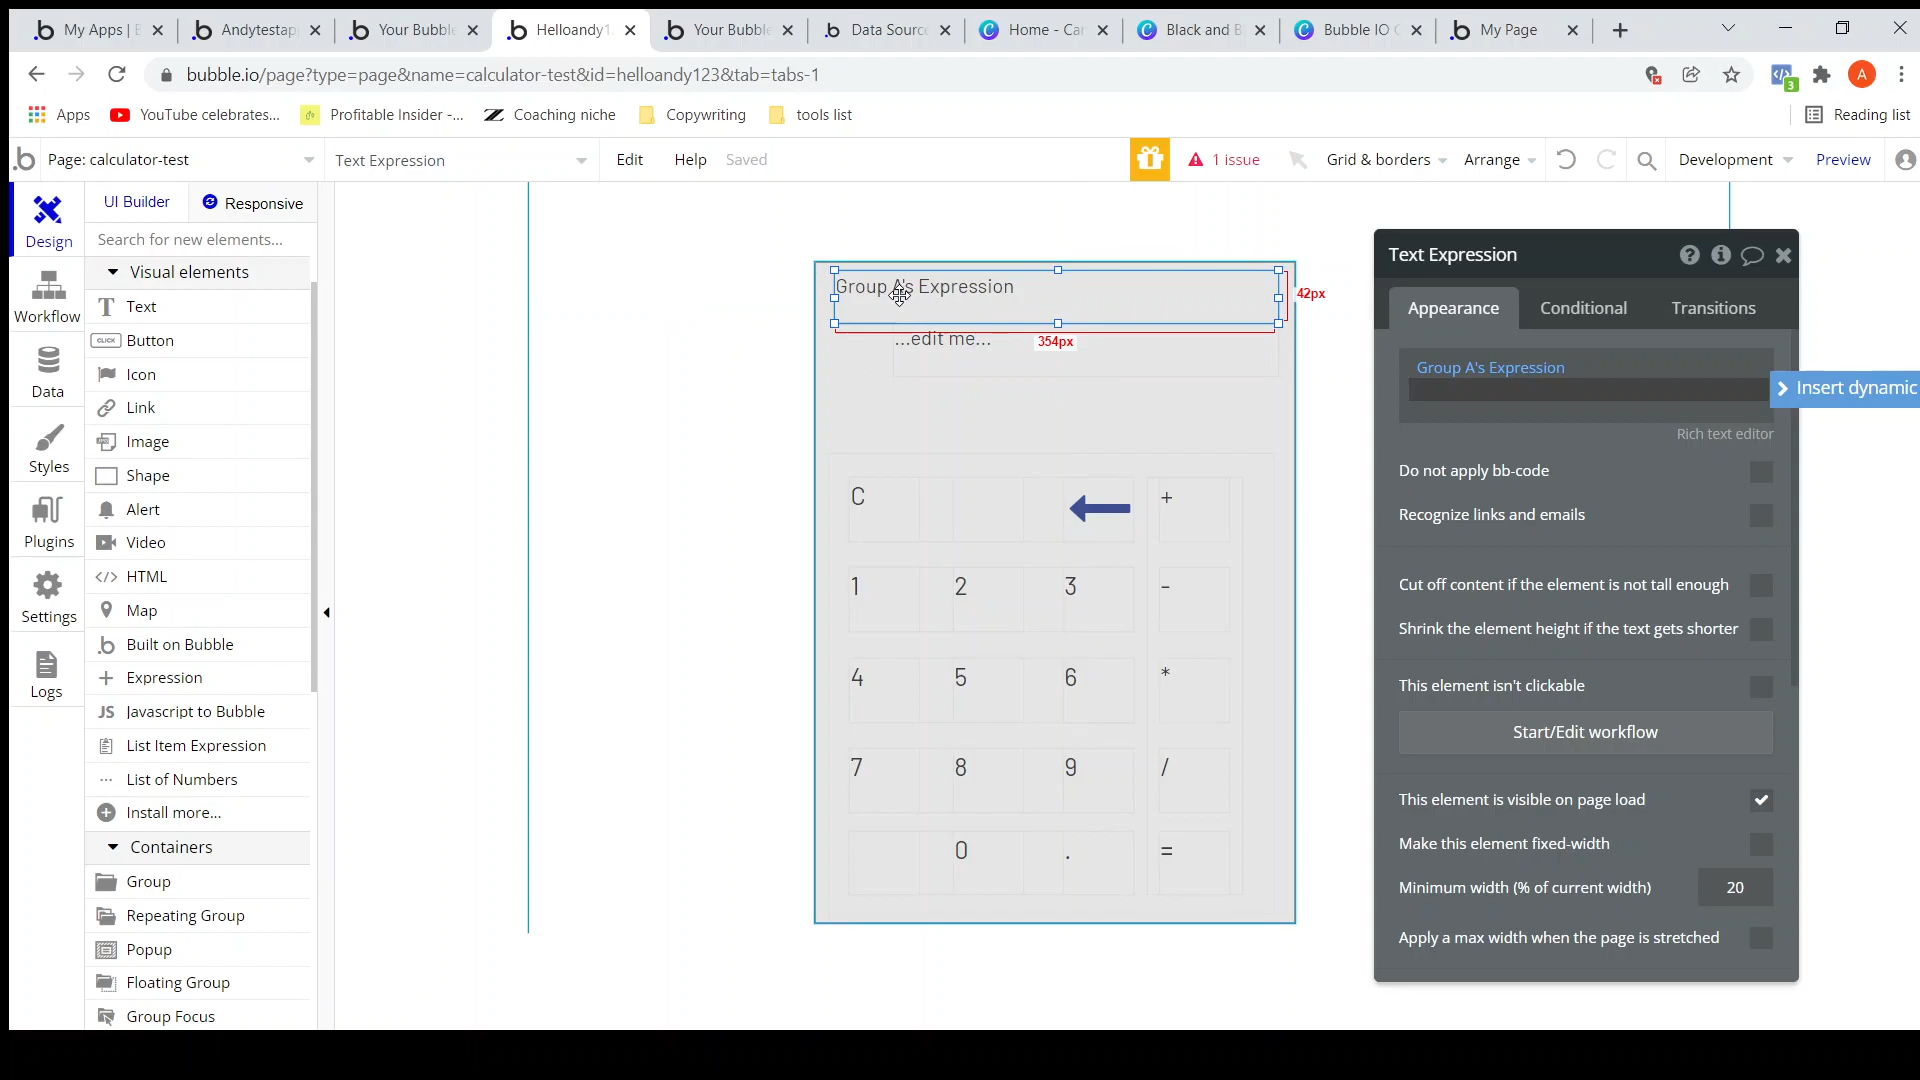 My Apps | B
Andytestap
Your Bubble
Helloandy1
Your Bubble
Data Source
Home - Can
Black and B
Bubble IO C
My Page
bubble.io/page?type=page&name=calculator-test&id=helloandy123&tab=tabs-1
3
A
Apps
YouTube celebrates...
Profitable Insider -...
Coaching niche
Copywriting
tools list
Reading list
Page: calculator-test
Text Expression
Edit
Help
Saved
1 issue
Grid & borders
Arrange
Development
Preview
Design
Workflow
Data
Styles
Plugins
Settings
Logs
UI Builder
Responsive
Search for new elements...
Visual elements
Text
CLICK Button
Icon
Link
Image
Shape
Alert
Video
</> HTML
Map
Built on Bubble
Expression
JS Javascript to Bubble
List Item Expression
List of Numbers
Install more...
Containers
Group
Repeating Group
Popup
Floating Group
Group Focus
Group A's Expression
42px
...edit me...
354px
C +
1 2 3 -
4 5 6 *
7 8 9 /
0 . =
Text Expression
Appearance
Conditional
Transitions
Group A's Expression
Insert dynamic
Rich text editor
Do not apply bb-code
Recognize links and emails
Cut off content if the element is not tall enough
Shrink the element height if the text gets shorter
This element isn't clickable
Start/Edit workflow
This element is visible on page load
Make this element fixed-width
Minimum width (% of current width) 20
Apply a max width when the page is stretched